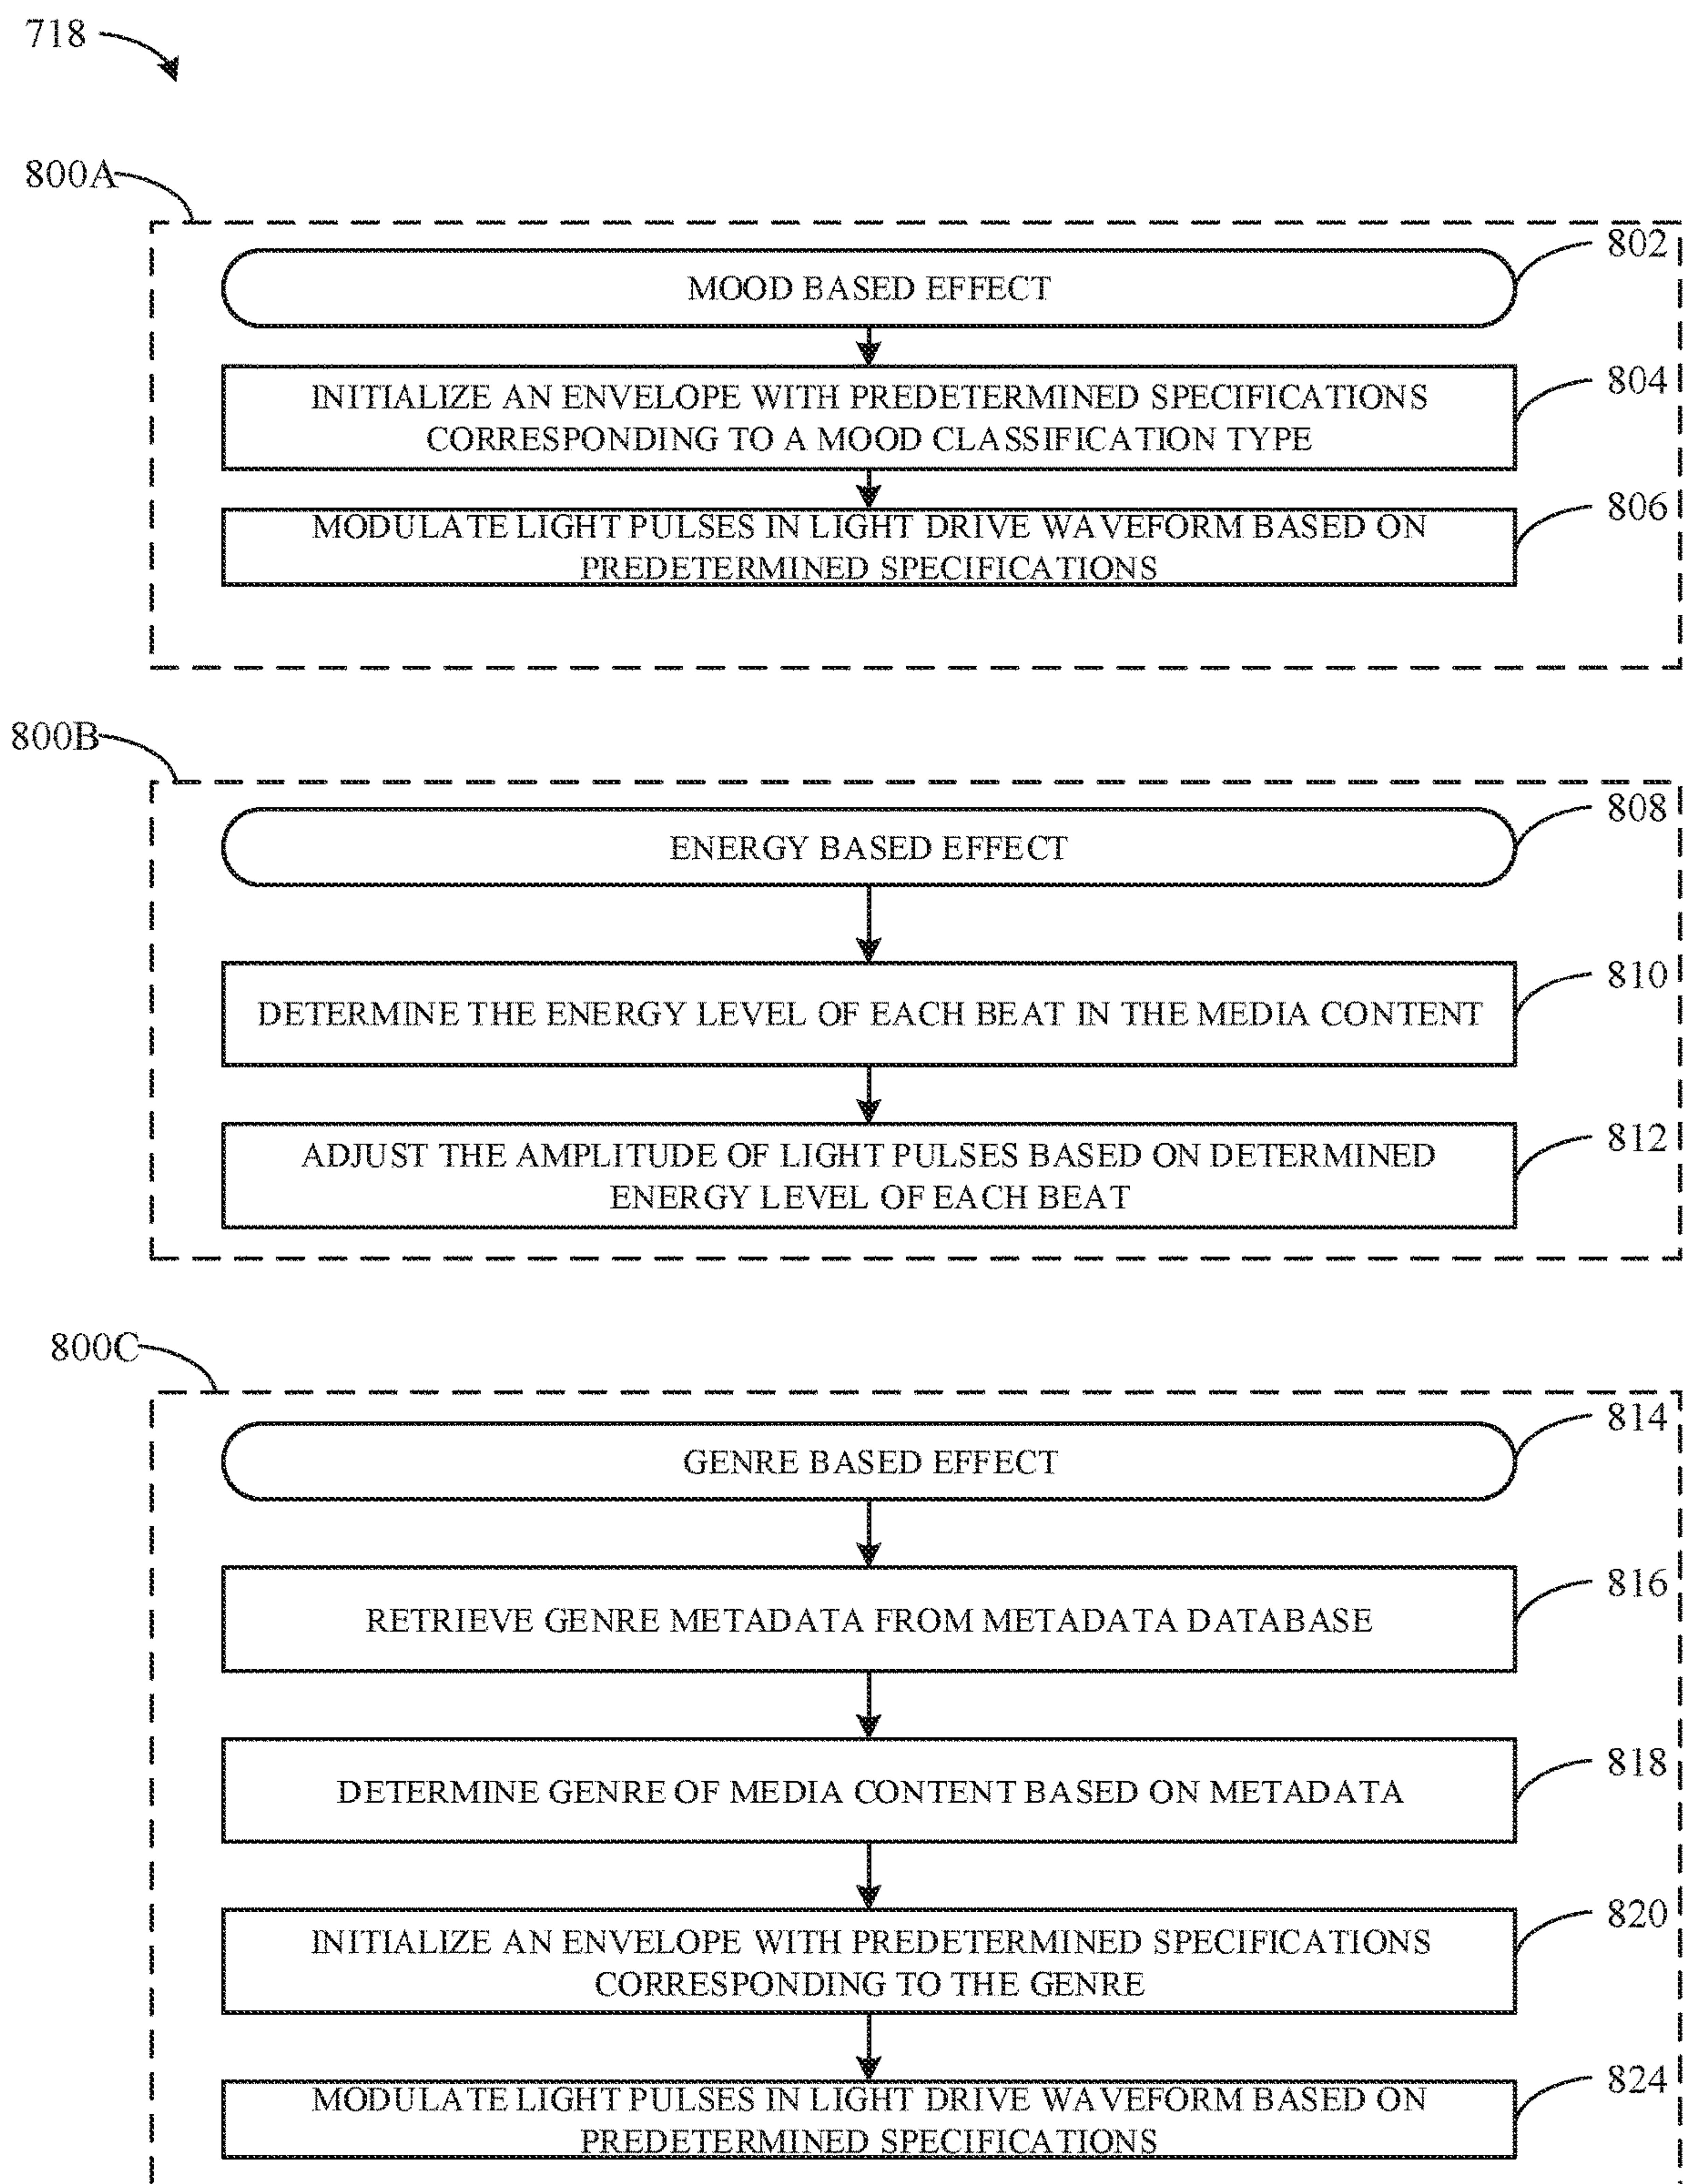 718
800A
802
MOOD BASED EFFECT
804
INITIALIZE AN ENVELOPE WITH PREDETERMINED SPECIFICATIONS
CORRESPONDING TO A MOOD CLASSIFICATION TYPE
806
MODULATE LIGHT PULSES IN LIGHT DRIVE WAVEFORM BASED ON
PREDETERMINED SPECIFICATIONS
800B
808
ENERGY BASED EFFECT
810
DETERMINE THE ENERGY LEVEL OF EACH BEAT IN THE MEDIA CONTENT
812
ADJUST THE AMPLITUDE OF LIGHT PULSES BASED ON DETERMINED
ENERGY LEVEL OF EACH BEAT
800C
814
GENRE BASED EFFECT
816
RETRIEVE GENRE METADATA FROM METADATA DATABASE
818
DETERMINE GENRE OF MEDIA CONTENT BASED ON METADATA
820
INITIALIZE AN ENVELOPE WITH PREDETERMINED SPECIFICATIONS
CORRESPONDING TO THE GENRE
824
MODULATE LIGHT PULSES IN LIGHT DRIVE WAVEFORM BASED ON
PREDETERMINED SPECIFICATIONS